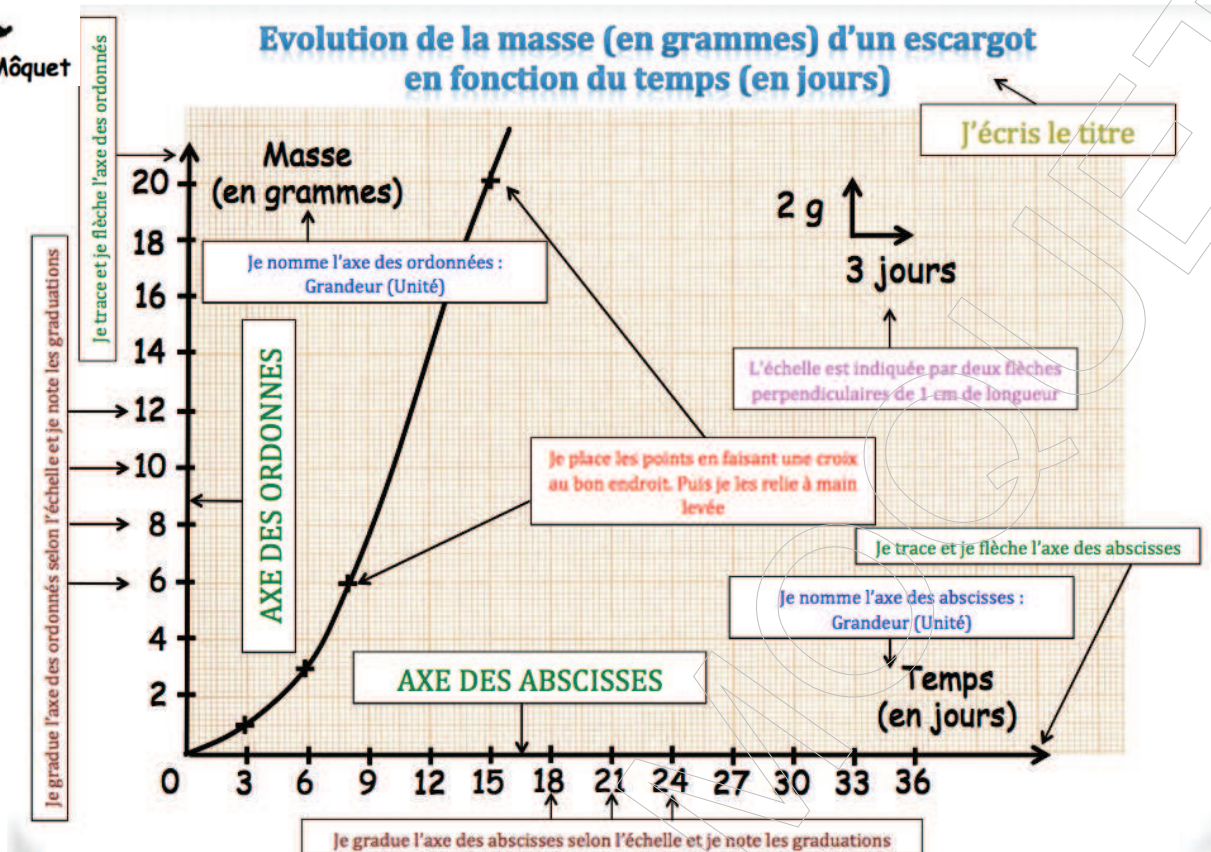 Môquet
Evolution de la masse (en grammes) d'un escargot
en fonction du temps (en jours)
J'écris le titre
Je trace et je flèche l'axe des ordonnés
Masse
(en grammes)
Je nomme l'axe des ordonnées :
Grandeur (Unité)
2 g
3 jours
L'échelle est indiquée par deux flèches
perpendiculaires de 1 cm de longueur
Je gradue l'axe des ordonnés selon l'échelle et je note les graduations
20
18
16
14
12
10
8
6
4
2
AXE DES ORDONNES
Je place les points en faisant une croix
au bon endroit. Puis je les relie à main
levée
Je trace et je flèche l'axe des abscisses
Je nomme l'axe des abscisses :
Grandeur (Unité)
AXE DES ABSCISSES
Temps
(en jours)
0 3 6 9 12 15 18 21 24 27 30 33 36
Je gradue l'axe des abscisses selon l'échelle et je note les graduations